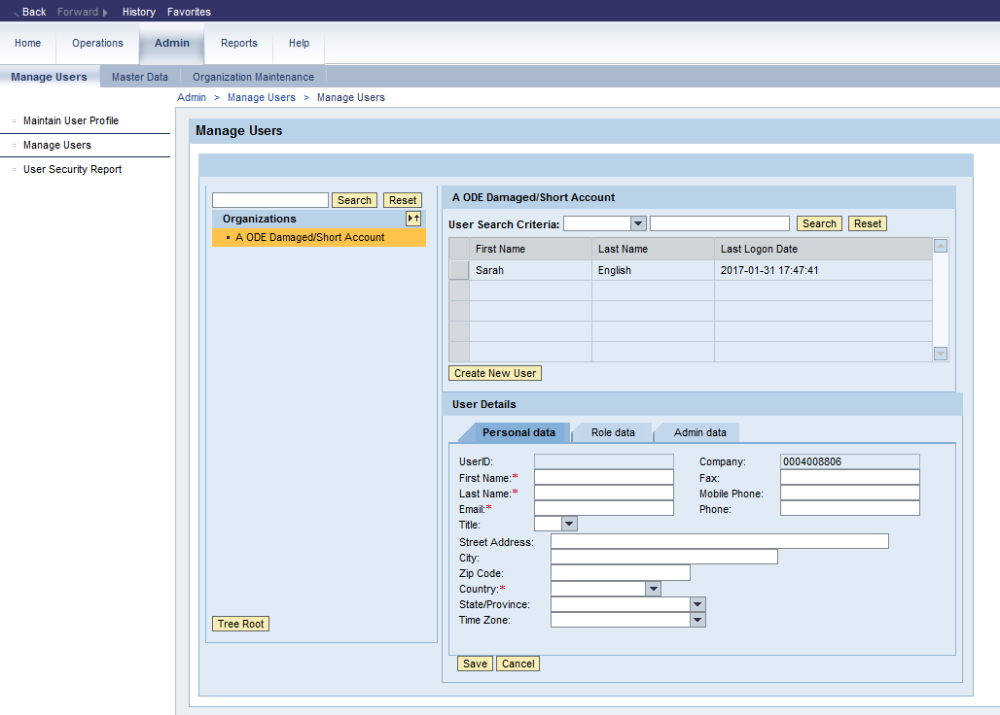 Back Forward History Favorites
Home Operations Admin Reports Help
Manage Users Master Data Organization Maintenance
Admin > Manage Users > Manage Users
Maintain User Profile
Manage Users
User Security Report
Manage Users
Search Reset
Organizations
A ODE Damaged/Short Account
Tree Root
A ODE Damaged/Short Account
User Search Criteria: Search Reset
First Name Last Name Last Logon Date
Sarah English 2017-01-31 17:47:41
Create New User
User Details
Personal data Role data Admin data
UserID: Company: 0004008806
First Name:* Fax:
Last Name:* Mobile Phone:
Email:* Phone:
Title:
Street Address:
City:
Zip Code:
Country:*
State/Province:
Time Zone:
Save Cancel